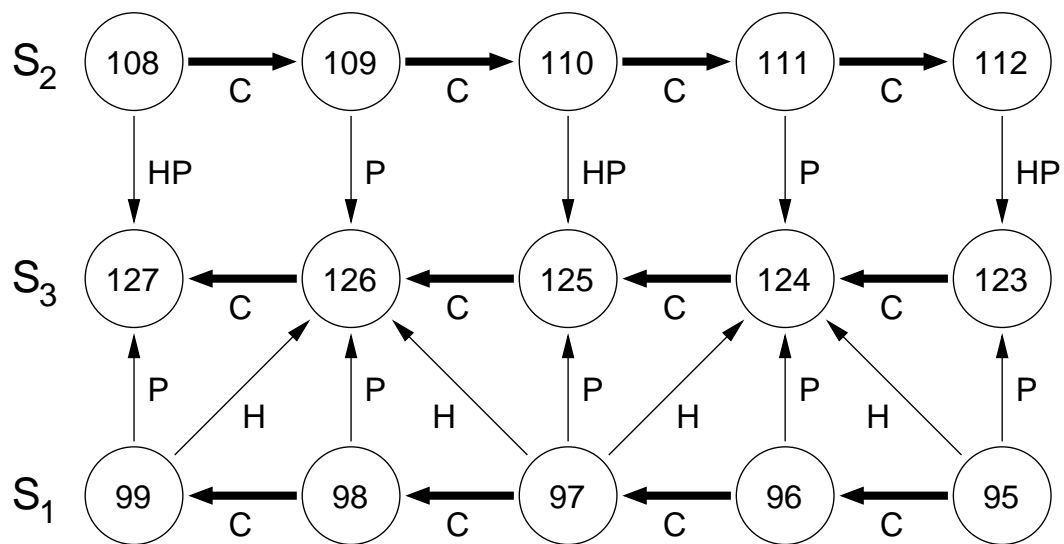 S2 108 109 110 111 112
C C C C
HP P HP P HP
S3 127 126 125 124 123
C C C C
P H P H P H P H P
S1 99 98 97 96 95
C C C C